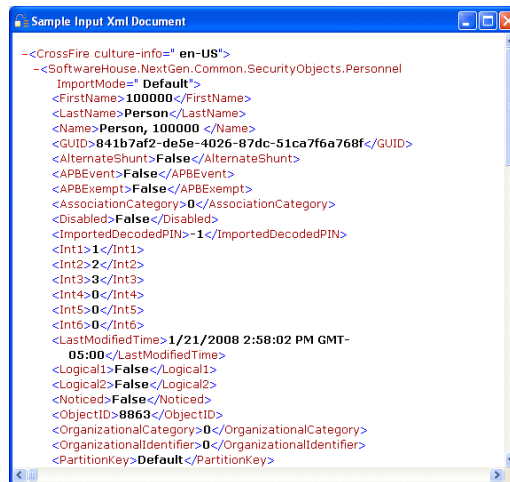 Sample Input Xml Document
−<CrossFire culture-info=" en-US">
−<SoftwareHouse.NextGen.Common.SecurityObjects.Personnel
ImportMode=" Default">
<FirstName>100000</FirstName>
<LastName>Person</LastName>
<Name>Person, 100000 </Name>
<GUID>841b7af2-de5e-4026-87dc-51ca7f6a768f</GUID>
<AlternateShunt>False</AlternateShunt>
<APBEvent>False</APBEvent>
<APBExempt>False</APBExempt>
<AssociationCategory>0</AssociationCategory>
<Disabled>False</Disabled>
<ImportedDecodedPIN>-1</ImportedDecodedPIN>
<Int1>1</Int1>
<Int2>2</Int2>
<Int3>3</Int3>
<Int4>0</Int4>
<Int5>0</Int5>
<Int6>0</Int6>
<LastModifiedTime>1/21/2008 2:58:02 PM GMT-
05:00</LastModifiedTime>
<Logical1>False</Logical1>
<Logical2>False</Logical2>
<Noticed>False</Noticed>
<ObjectID>8863</ObjectID>
<OrganizationalCategory>0</OrganizationalCategory>
<OrganizationalIdentifier>0</OrganizationalIdentifier>
<PartitionKey>Default</PartitionKey>